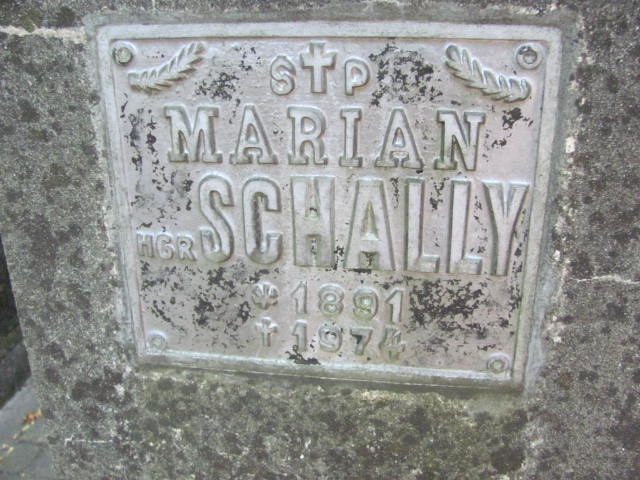 S✝P
MARIAN
HGR SCHALLY
* 1891
✝ 1974